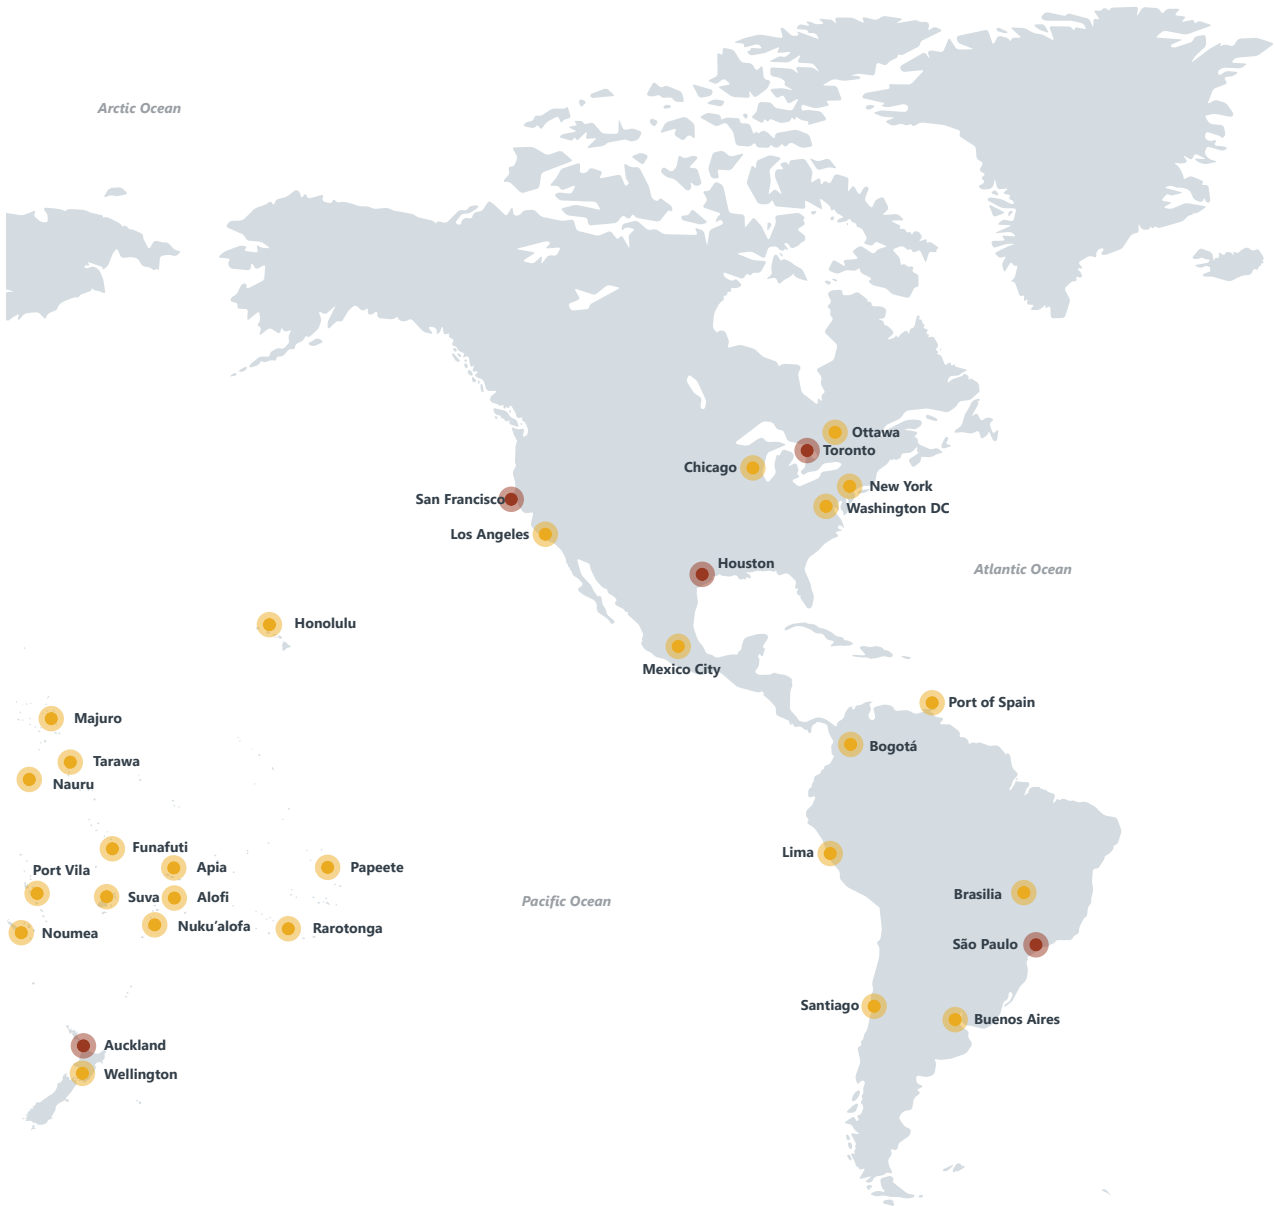 Arctic Ocean
Ottawa
Toronto
Chicago
New York
San Francisco
Washington DC
Los Angeles
Houston
Atlantic Ocean
Honolulu
Mexico City
Port of Spain
Majuro
Bogotá
Tarawa
Nauru
Funafuti
Lima
Port Vila
Apia
Papeete
Brasilia
Suva
Alofi
Pacific Ocean
Nuku’alofa
Rarotonga
Noumea
São Paulo
Santiago
Buenos Aires
Auckland
Wellington